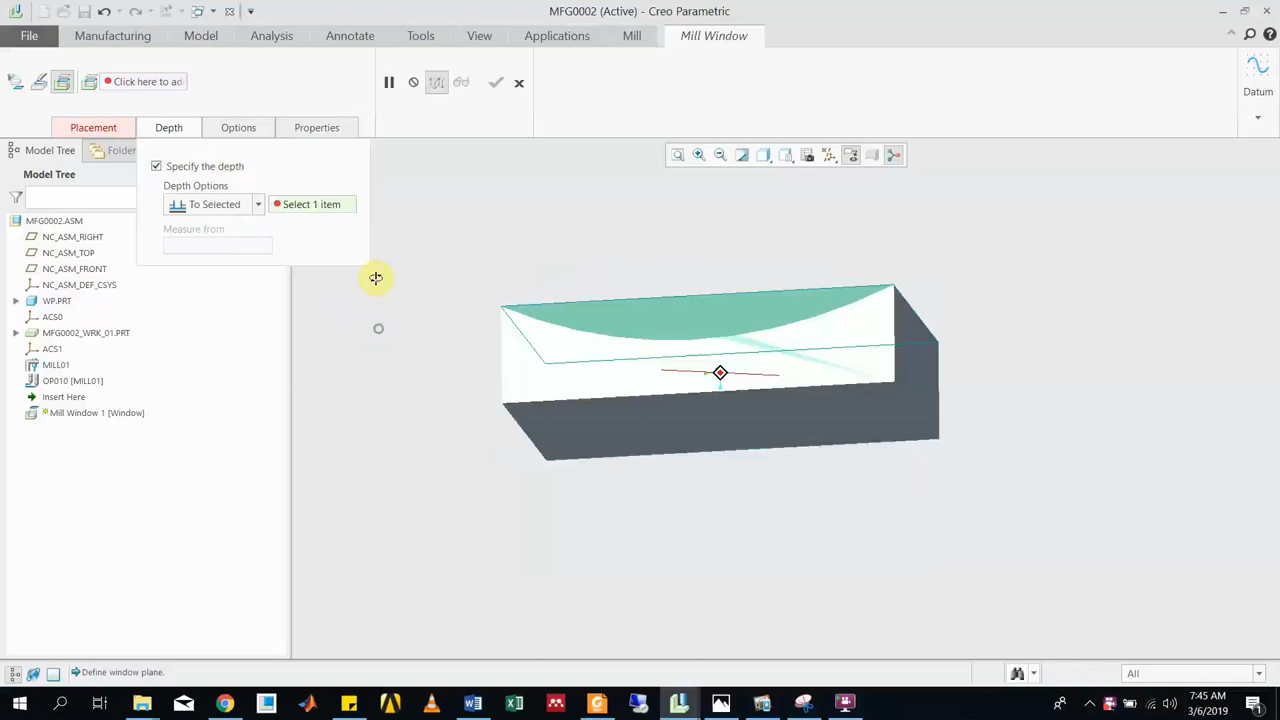 MFG0002 (Active) - Creo Parametric
File
Manufacturing
Model
Analysis
Annotate
Tools
View
Applications
Mill
Mill Window
Click here to ad
Datum
Placement
Depth
Options
Properties
Model Tree
Folder
Specify the depth
Model Tree
Depth Options
To Selected
Select 1 item
MFG0002.ASM
Measure from
NC_ASM_RIGHT
NC_ASM_TOP
NC_ASM_FRONT
NC_ASM_DEF_CSYS
WP.PRT
ACS0
MFG0002_WRK_01.PRT
ACS1
MILL01
OP010 [MILL01]
Insert Here
Mill Window 1 [Window]
Define window plane.
All
7:45 AM
3/6/2019